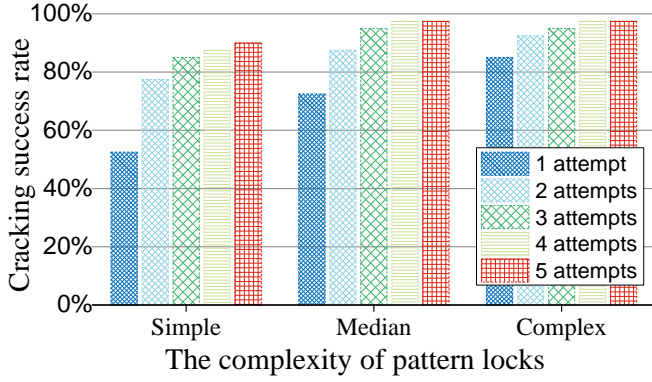 Cracking success rate
100%
80%
60%
40%
20%
0%
1 attempt
2 attempts
3 attempts
4 attempts
5 attempts
Simple Median Complex
The complexity of pattern locks